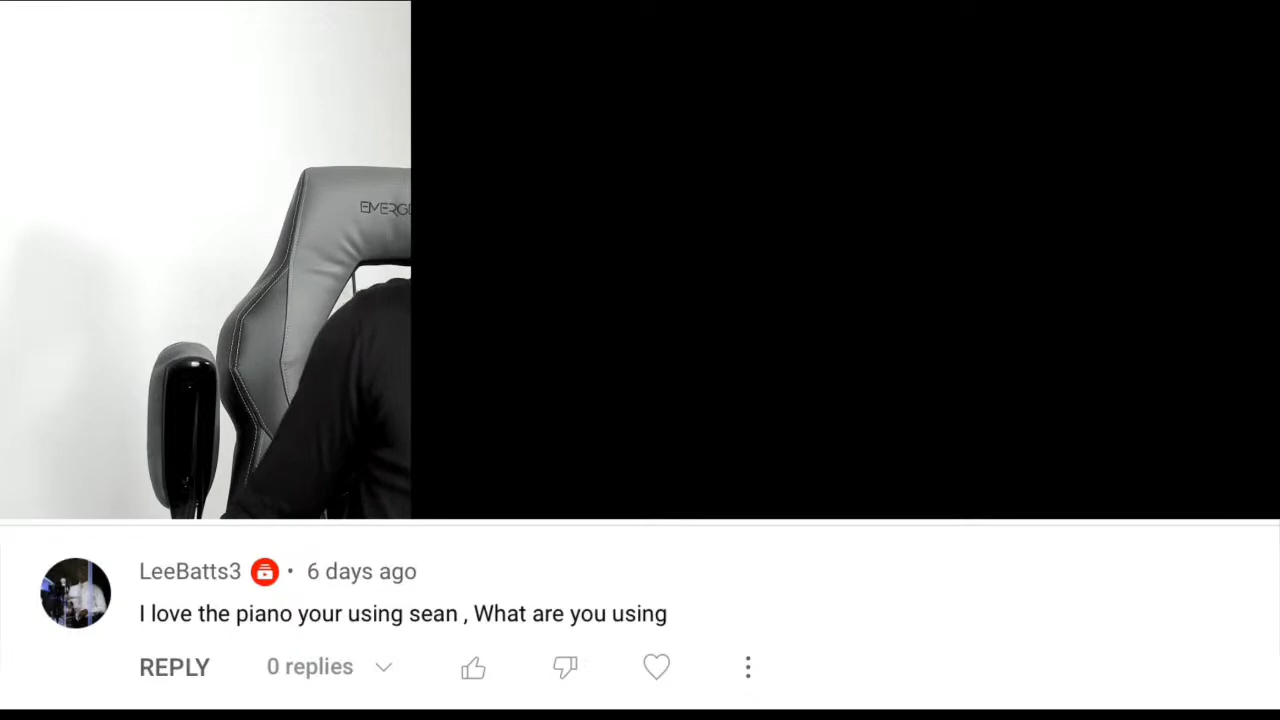 EMERG
LeeBatts3 • 6 days ago
I love the piano your using sean , What are you using
REPLY 0 replies